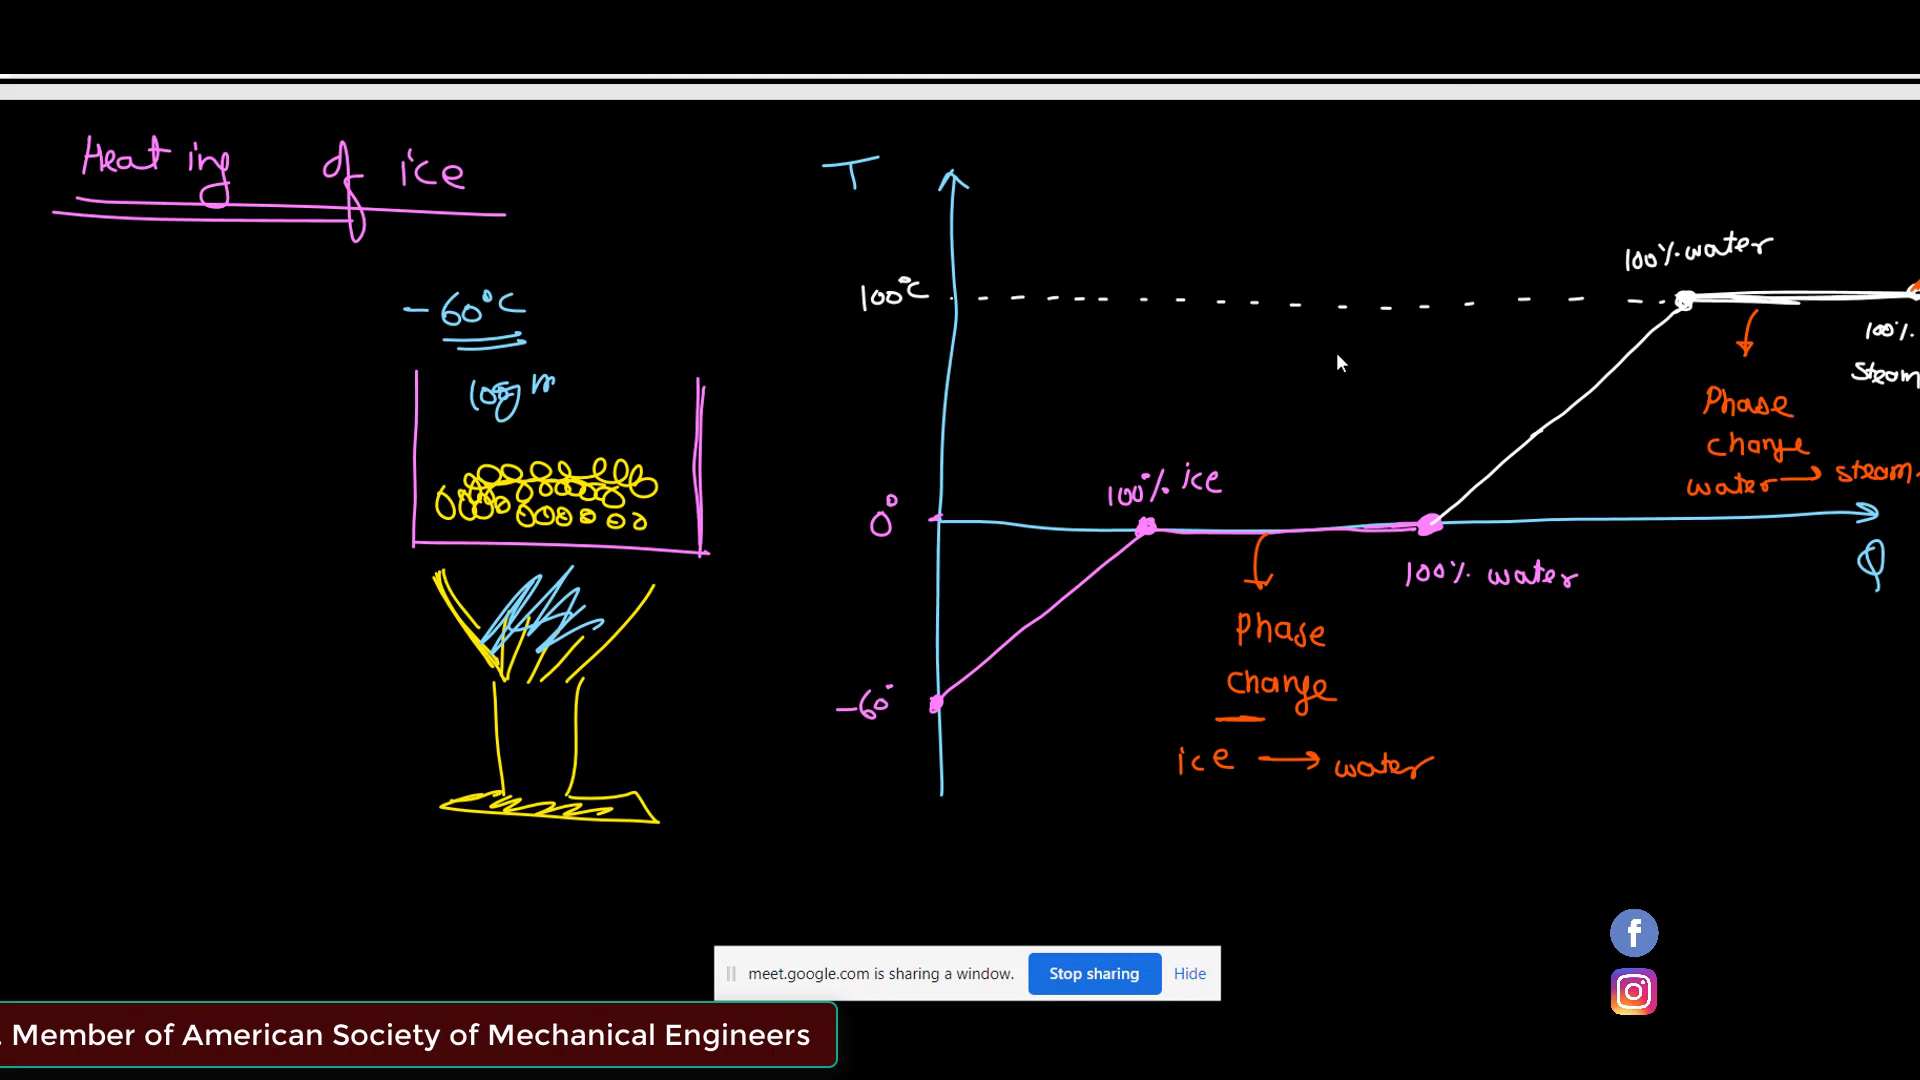 Heating of ice
-60°C
T
100°C
0°
-60°
100% ice
100% water
Phase
change
ice → water
100% water
100%
Steam
Phase
change
water → steam
Q
meet.google.com is sharing a window.
Stop sharing
Hide
. Member of American Society of Mechanical Engineers